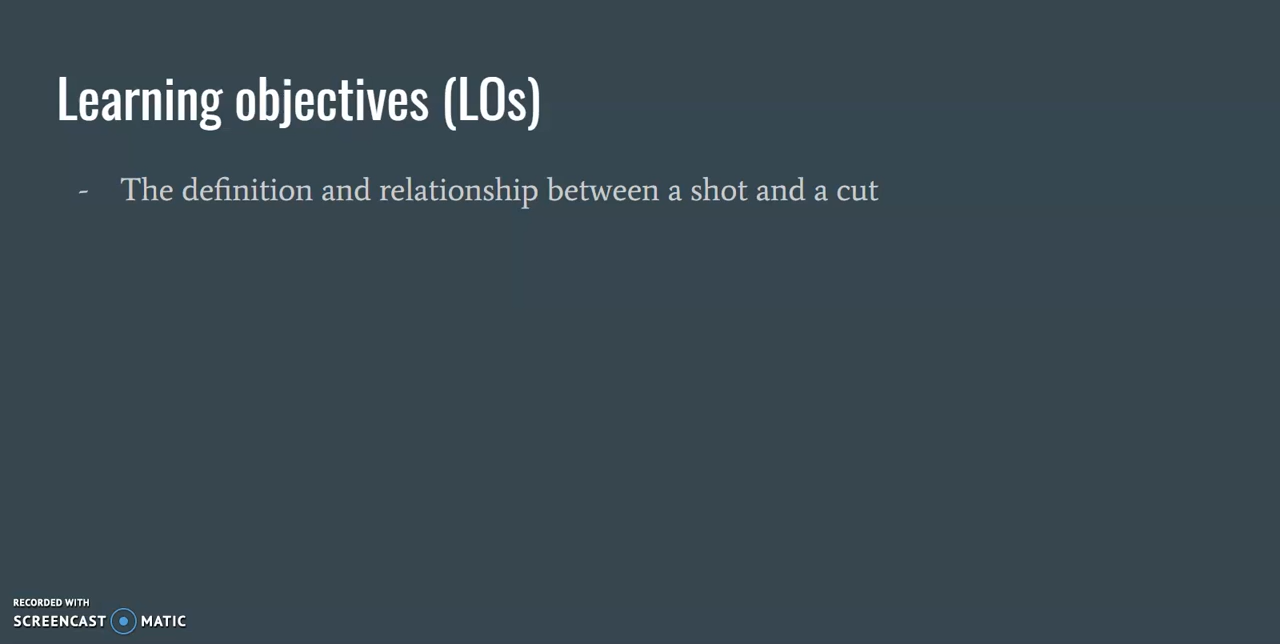 Learning objectives (LOs)
- The definition and relationship between a shot and a cut
RECORDED WITH
SCREENCAST MATIC